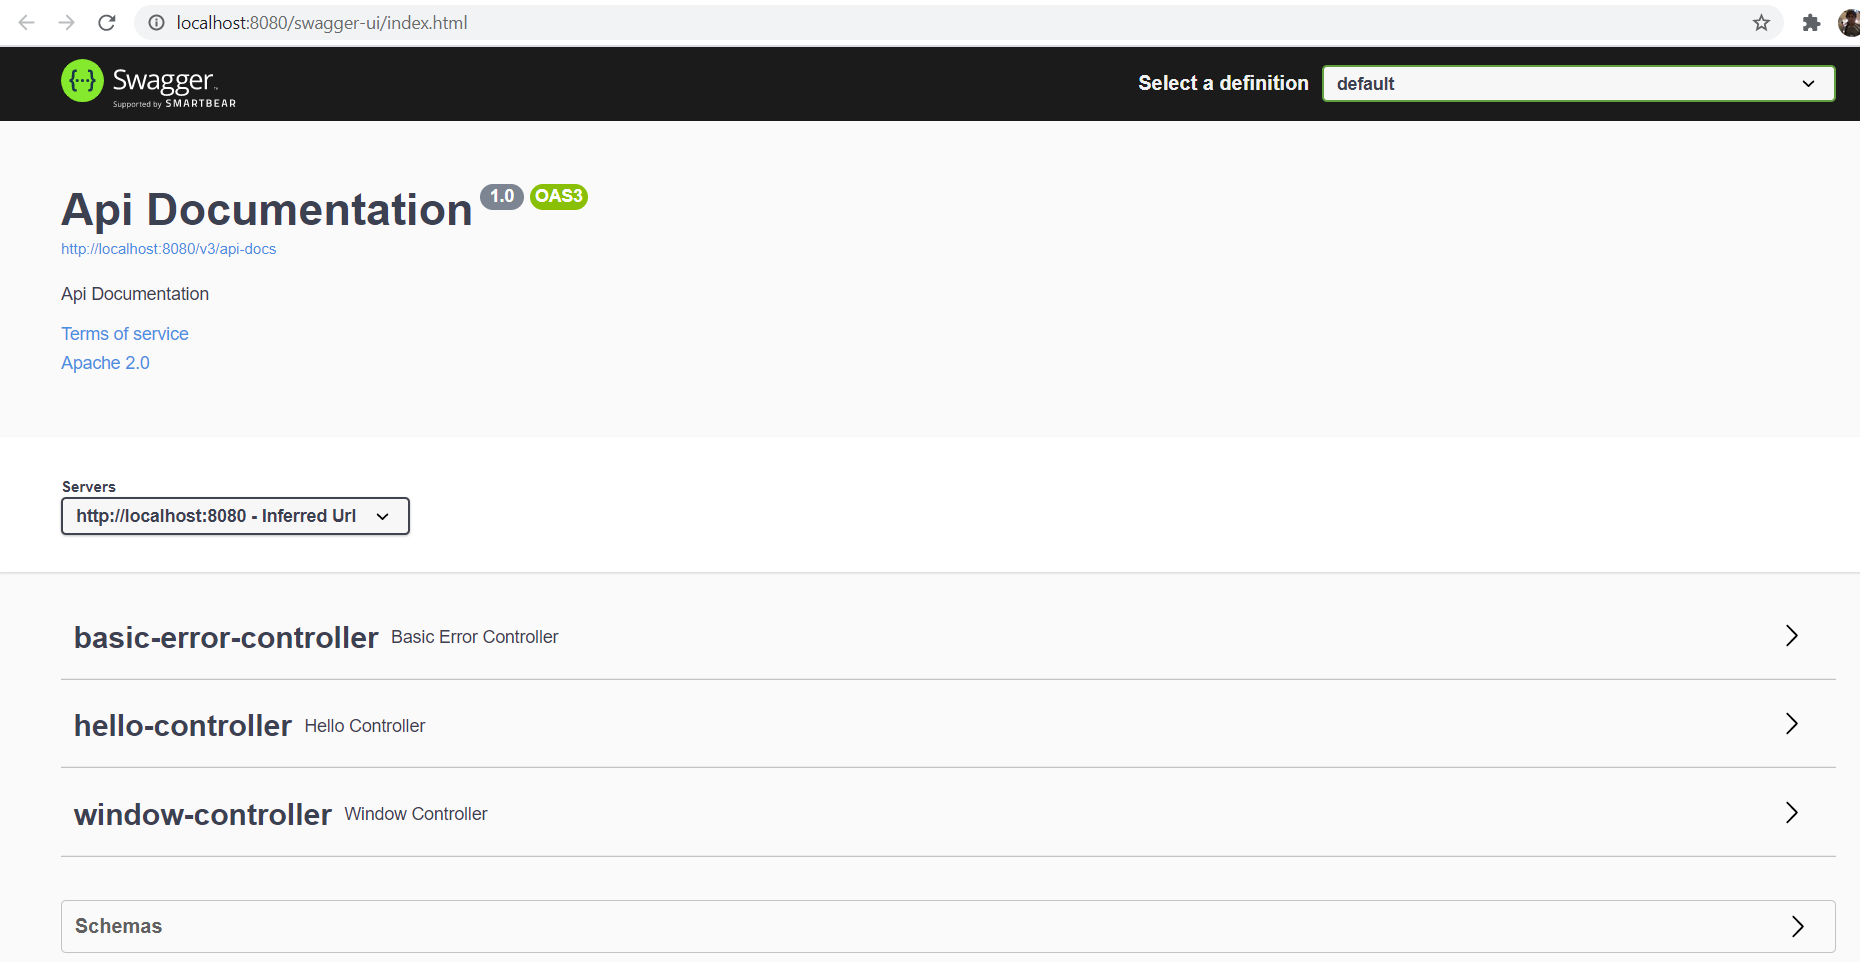 localhost:8080/swagger-ui/index.html
{···} Swagger™
Supported by SMARTBEAR
Select a definition
default
Api Documentation 1.0 OAS3
http://localhost:8080/v3/api-docs
Api Documentation
Terms of service
Apache 2.0
Servers
http://localhost:8080 - Inferred Url
basic-error-controller Basic Error Controller
hello-controller Hello Controller
window-controller Window Controller
Schemas